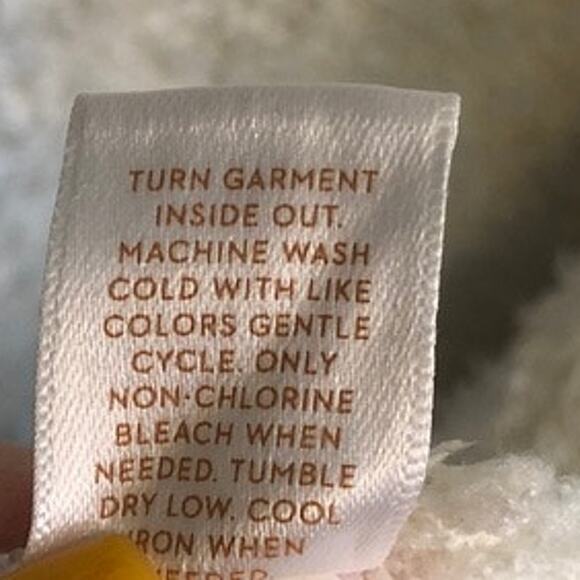 TURN GARMENT
INSIDE OUT.
MACHINE WASH
COLD WITH LIKE
COLORS GENTLE
CYCLE. ONLY
NON-CHLORINE
BLEACH WHEN
NEEDED. TUMBLE
DRY LOW. COOL
IRON WHEN
NEEDED